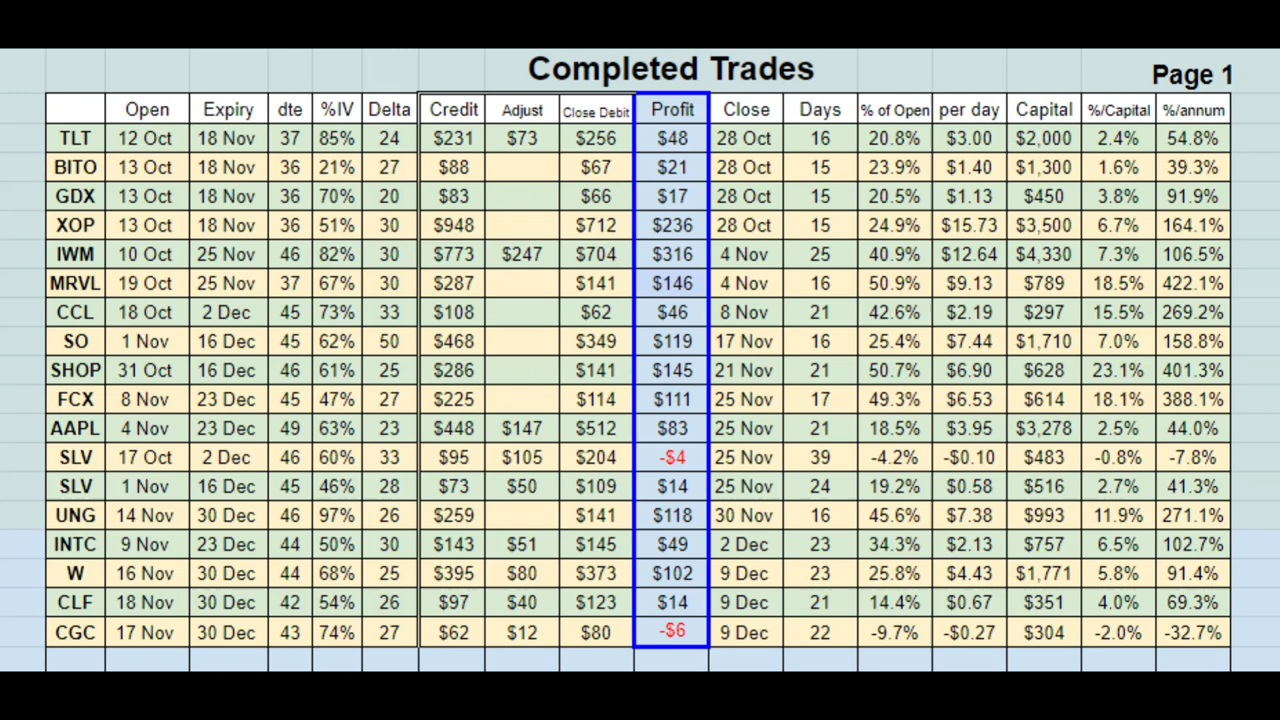 Completed Trades
Page 1
Open Expiry dte %IV Delta Credit Adjust Close Debit Profit Close Days % of Open per day Capital %/Capital %/annum
TLT 12 Oct 18 Nov 37 85% 24 $231 $73 $256 $48 28 Oct 16 20.8% $3.00 $2,000 2.4% 54.8%
BITO 13 Oct 18 Nov 36 21% 27 $88 $67 $21 28 Oct 15 23.9% $1.40 $1,300 1.6% 39.3%
GDX 13 Oct 18 Nov 36 70% 20 $83 $66 $17 28 Oct 15 20.5% $1.13 $450 3.8% 91.9%
XOP 13 Oct 18 Nov 36 51% 30 $948 $712 $236 28 Oct 15 24.9% $15.73 $3,500 6.7% 164.1%
IWM 10 Oct 25 Nov 46 82% 30 $773 $247 $704 $316 4 Nov 25 40.9% $12.64 $4,330 7.3% 106.5%
MRVL 19 Oct 25 Nov 37 67% 30 $287 $141 $146 4 Nov 16 50.9% $9.13 $789 18.5% 422.1%
CCL 18 Oct 2 Dec 45 73% 33 $108 $62 $46 8 Nov 21 42.6% $2.19 $297 15.5% 269.2%
SO 1 Nov 16 Dec 45 62% 50 $468 $349 $119 17 Nov 16 25.4% $7.44 $1,710 7.0% 158.8%
SHOP 31 Oct 16 Dec 46 61% 25 $286 $141 $145 21 Nov 21 50.7% $6.90 $628 23.1% 401.3%
FCX 8 Nov 23 Dec 45 47% 27 $225 $114 $111 25 Nov 17 49.3% $6.53 $614 18.1% 388.1%
AAPL 4 Nov 23 Dec 49 63% 23 $448 $147 $512 $83 25 Nov 21 18.5% $3.95 $3,278 2.5% 44.0%
SLV 17 Oct 2 Dec 46 60% 33 $95 $105 $204 -$4 25 Nov 39 -4.2% -$0.10 $483 -0.8% -7.8%
SLV 1 Nov 16 Dec 45 46% 28 $73 $50 $109 $14 25 Nov 24 19.2% $0.58 $516 2.7% 41.3%
UNG 14 Nov 30 Dec 46 97% 26 $259 $141 $118 30 Nov 16 45.6% $7.38 $993 11.9% 271.1%
INTC 9 Nov 23 Dec 44 50% 30 $143 $51 $145 $49 2 Dec 23 34.3% $2.13 $757 6.5% 102.7%
W 16 Nov 30 Dec 44 68% 25 $395 $80 $373 $102 9 Dec 23 25.8% $4.43 $1,771 5.8% 91.4%
CLF 18 Nov 30 Dec 42 54% 26 $97 $40 $123 $14 9 Dec 21 14.4% $0.67 $351 4.0% 69.3%
CGC 17 Nov 30 Dec 43 74% 27 $62 $12 $80 -$6 9 Dec 22 -9.7% -$0.27 $304 -2.0% -32.7%